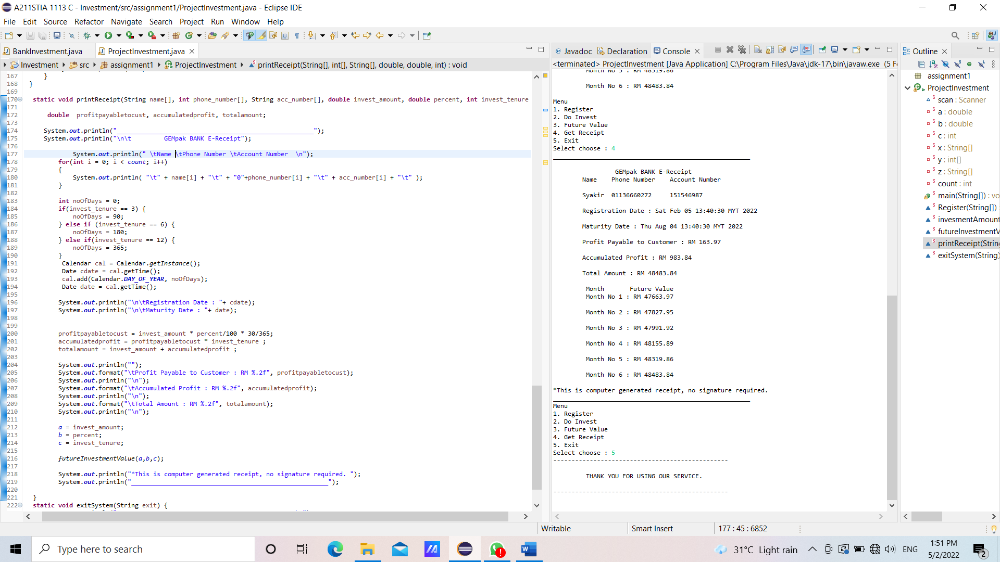 A211STIA 1113 C - Investment/src/assignment1/ProjectInvestment.java - Eclipse IDE
File Edit Source Refactor Navigate Search Project Run Window Help
BankInvestment.java
ProjectInvestment.java
Investment src assignment1 ProjectInvestment printReceipt(String[], int[], String[], double, double, int) : void
167 }
168 }
169
170 static void printReceipt(String name[], int phone_number[], String acc_number[], double invest_amount, double percent, int invest_tenure
171
172 double profitpayabletocust, accumulatedprofit, totalamount;
173
174 System.out.println("______________________________________________________");
175 System.out.println("\n\t GEMpak BANK E-Receipt");
176
177 System.out.println(" \tName \tPhone Number \tAccount Number \n");
178 for(int i = 0; i < count; i++)
179 {
180 System.out.println( "\t" + name[i] + "\t" + "0"+phone_number[i] + "\t" + acc_number[i] + "\t" );
181 }
182
183 int noOfDays = 0;
184 if(invest_tenure == 3) {
185 noOfDays = 90;
186 } else if (invest_tenure == 6) {
187 noOfDays = 180;
188 } else if(invest_tenure == 12) {
189 noOfDays = 365;
190 }
191 Calendar cal = Calendar.getInstance();
192 Date cdate = cal.getTime();
193 cal.add(Calendar.DAY_OF_YEAR, noOfDays);
194 Date date = cal.getTime();
195
196 System.out.println("\n\tRegistration Date : "+ cdate);
197 System.out.println("\n\tMaturity Date : "+ date);
198
199
200 profitpayabletocust = invest_amount * percent/100 * 30/365;
201 accumulatedprofit = profitpayabletocust * invest_tenure ;
202 totalamount = invest_amount + accumulatedprofit ;
203
204 System.out.println("");
205 System.out.format("\tProfit Payable to Customer : RM %.2f", profitpayabletocust);
206 System.out.println("\n");
207 System.out.format("\tAccumulated Profit : RM %.2f", accumulatedprofit);
208 System.out.println("\n");
209 System.out.format("\tTotal Amount : RM %.2f", totalamount);
210 System.out.println("\n");
211
212 a = invest_amount;
213 b = percent;
214 c = invest_tenure;
215
216 futureInvestmentValue(a,b,c);
217
218 System.out.println("*This is computer generated receipt, no signature required. ");
219 System.out.println("______________________________________________________");
220
221 }
222 static void exitSystem(String exit) {
Javadoc Declaration Console
<terminated> ProjectInvestment [Java Application] C:\Program Files\Java\jdk-17\bin\javaw.exe (5 F
Month No 5 : RM 48319.86
Month No 6 : RM 48483.84
Menu
1. Register
2. Do Invest
3. Future Value
4. Get Receipt
5. Exit
Select choose : 4
______________________________________________________
GEMpak BANK E-Receipt
Name Phone Number Account Number
Syakir 01136660272 151546987
Registration Date : Sat Feb 05 13:40:30 MYT 2022
Maturity Date : Thu Aug 04 13:40:30 MYT 2022
Profit Payable to Customer : RM 163.97
Accumulated Profit : RM 983.84
Total Amount : RM 48483.84
Month Future Value
Month No 1 : RM 47663.97
Month No 2 : RM 47827.95
Month No 3 : RM 47991.92
Month No 4 : RM 48155.89
Month No 5 : RM 48319.86
Month No 6 : RM 48483.84
*This is computer generated receipt, no signature required.
______________________________________________________
Menu
1. Register
2. Do Invest
3. Future Value
4. Get Receipt
5. Exit
Select choose : 5
------------------------------------------------
THANK YOU FOR USING OUR SERVICE.
------------------------------------------------
Outline
assignment1
ProjectInvestment
scan : Scanner
a : double
b : double
c : int
x : String[]
y : int[]
z : String[]
count : int
main(String[]) : vo
Register(String[])
invesmentAmount
futureInvestmentV
printReceipt(String
exitSystem(String)
Writable Smart Insert 177 : 45 : 6852
Type here to search
31°C Light rain
ENG
1:51 PM
5/2/2022
2